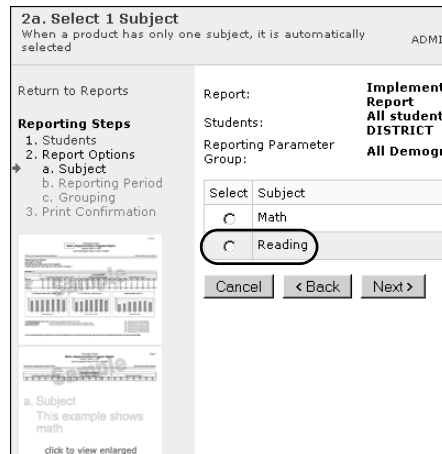 2a. Select 1 Subject
When a product has only one subject, it is automatically
selected
ADMI
Return to Reports
Reporting Steps
1. Students
2. Report Options
a. Subject
b. Reporting Period
c. Grouping
3. Print Confirmation
Sample
Sample
a. Subject
This example shows
math
click to view enlarged
Report:
Implement
Report
Students:
All student
DISTRICT
Reporting Parameter
Group:
All Demogr
Select Subject
Math
Reading
Cancel
< Back
Next >